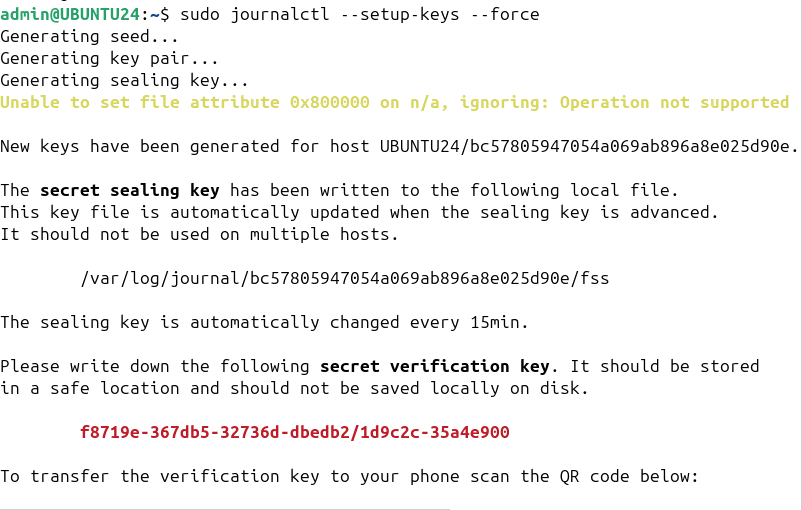 admin@UBUNTU24:~$ sudo journalctl --setup-keys --force
Generating seed...
Generating key pair...
Generating sealing key...
Unable to set file attribute 0x800000 on n/a, ignoring: Operation not supported
New keys have been generated for host UBUNTU24/bc57805947054a069ab896a8e025d90e.
The secret sealing key has been written to the following local file.
This key file is automatically updated when the sealing key is advanced.
It should not be used on multiple hosts.
/var/log/journal/bc57805947054a069ab896a8e025d90e/fss
The sealing key is automatically changed every 15min.
Please write down the following secret verification key. It should be stored
in a safe location and should not be saved locally on disk.
f8719e-367db5-32736d-dbedb2/1d9c2c-35a4e900
To transfer the verification key to your phone scan the QR code below: